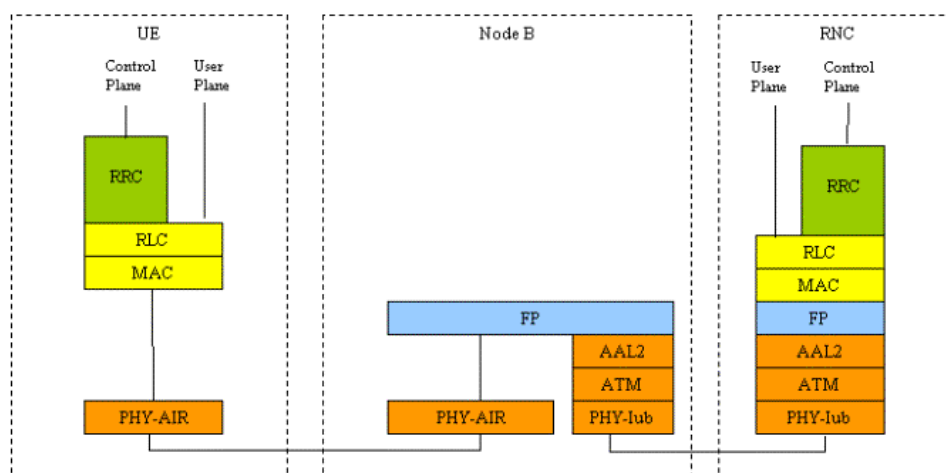 UE
Control
Plane
User
Plane
RRC
RLC
MAC
PHY-AIR
Node B
FP
AAL2
ATM
PHY-AIR
PHY-Iub
RNC
User
Plane
Control
Plane
RRC
RLC
MAC
FP
AAL2
ATM
PHY-Iub